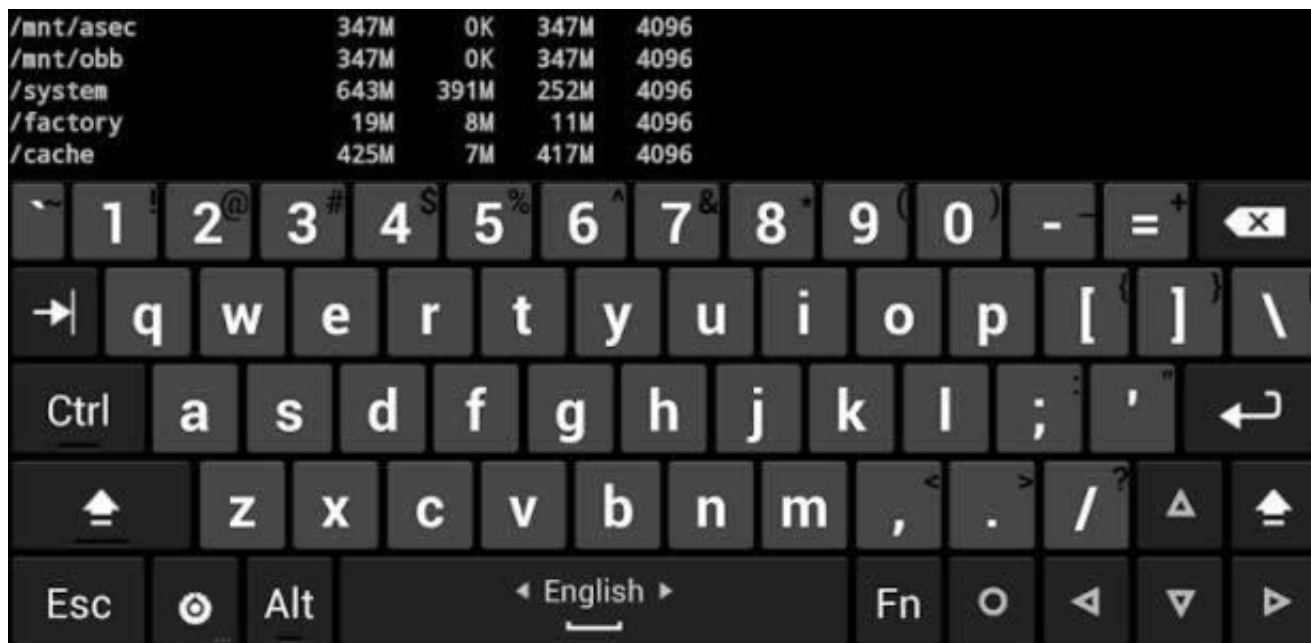 /mnt/asec 347M 0K 347M 4096
/mnt/obb 347M 0K 347M 4096
/system 643M 391M 252M 4096
/factory 19M 8M 11M 4096
/cache 425M 7M 417M 4096
` ~ 1 ! 2 @ 3 # 4 $ 5 % 6 ^ 7 & 8 * 9 ( 0 ) - _ = +
q w e r t y u i o p [ { ] } \
Ctrl a s d f g h j k l ; : ' "
z x c v b n m , < . > / ?
Esc Alt English Fn